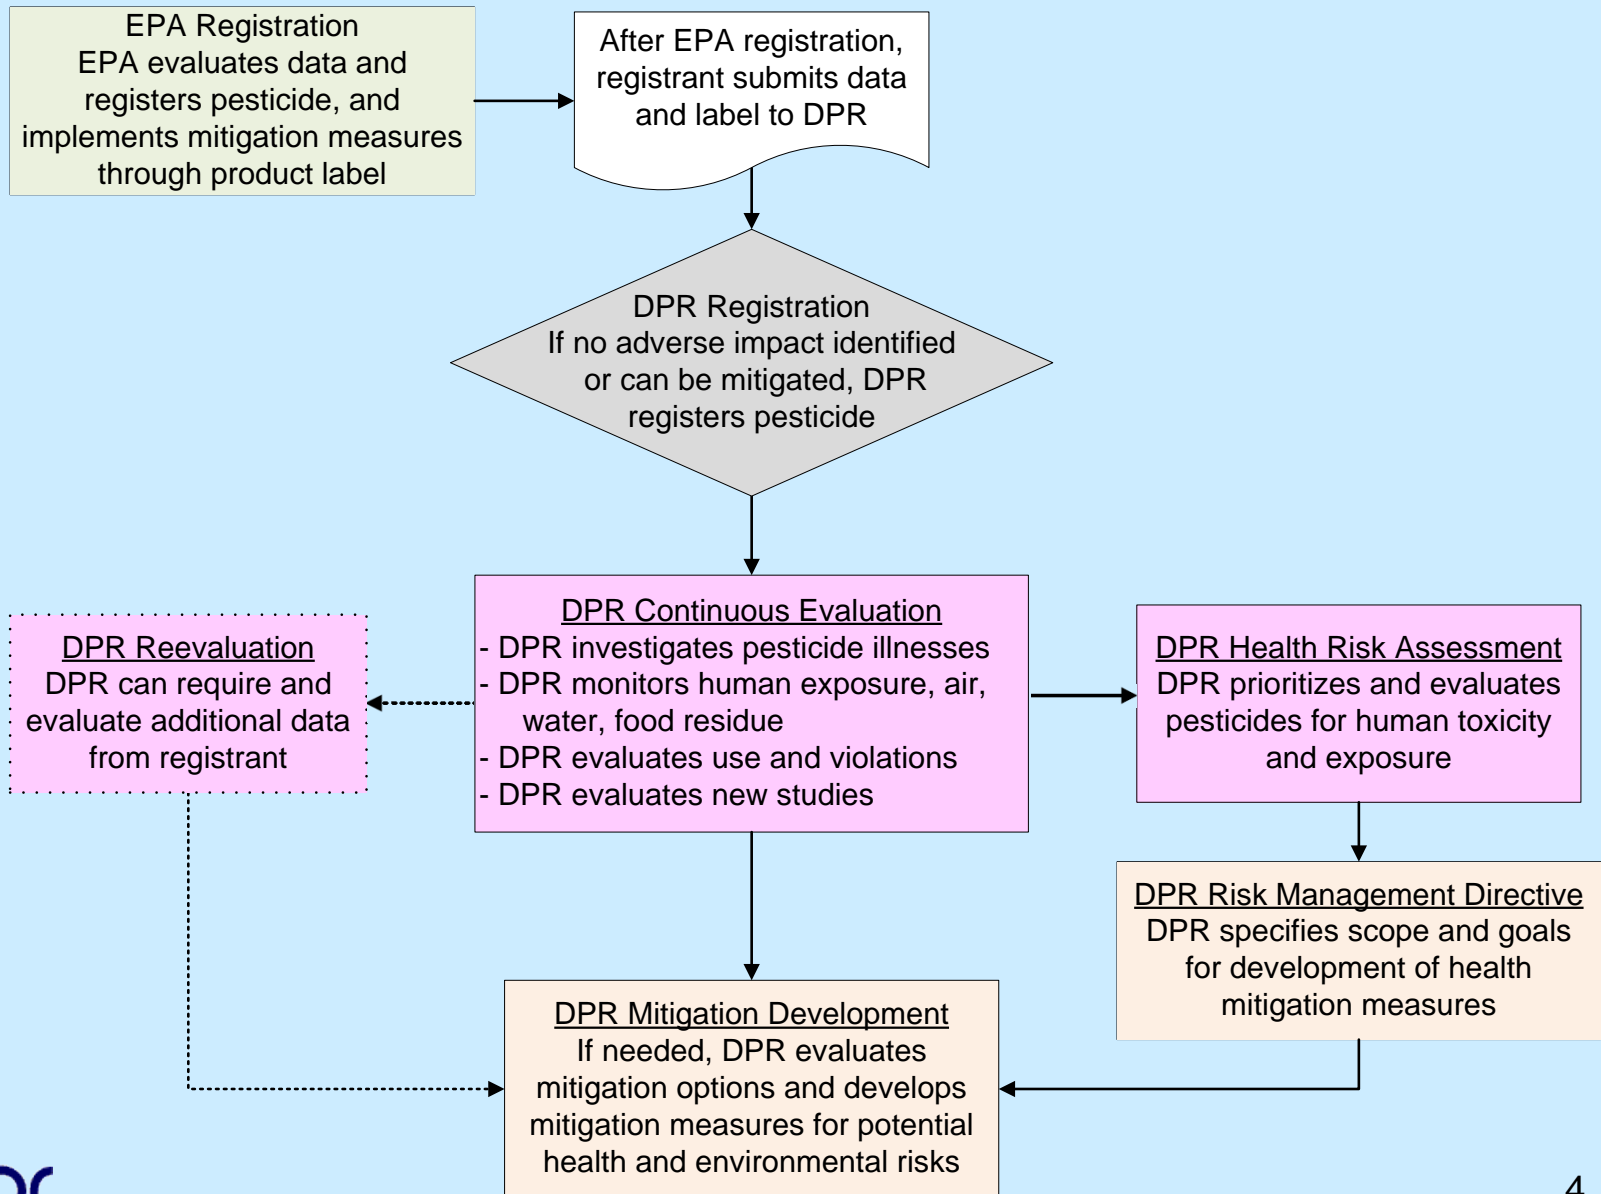 EPA Registration
EPA evaluates data and
registers pesticide, and
implements mitigation measures
through product label
After EPA registration,
registrant submits data
and label to DPR
DPR Registration
If no adverse impact identified
or can be mitigated, DPR
registers pesticide
DPR Reevaluation
DPR can require and
evaluate additional data
from registrant
DPR Continuous Evaluation
- DPR investigates pesticide illnesses
- DPR monitors human exposure, air,
water, food residue
- DPR evaluates use and violations
- DPR evaluates new studies
DPR Health Risk Assessment
DPR prioritizes and evaluates
pesticides for human toxicity
and exposure
DPR Risk Management Directive
DPR specifies scope and goals
for development of health
mitigation measures
DPR Mitigation Development
If needed, DPR evaluates
mitigation options and develops
mitigation measures for potential
health and environmental risks
4